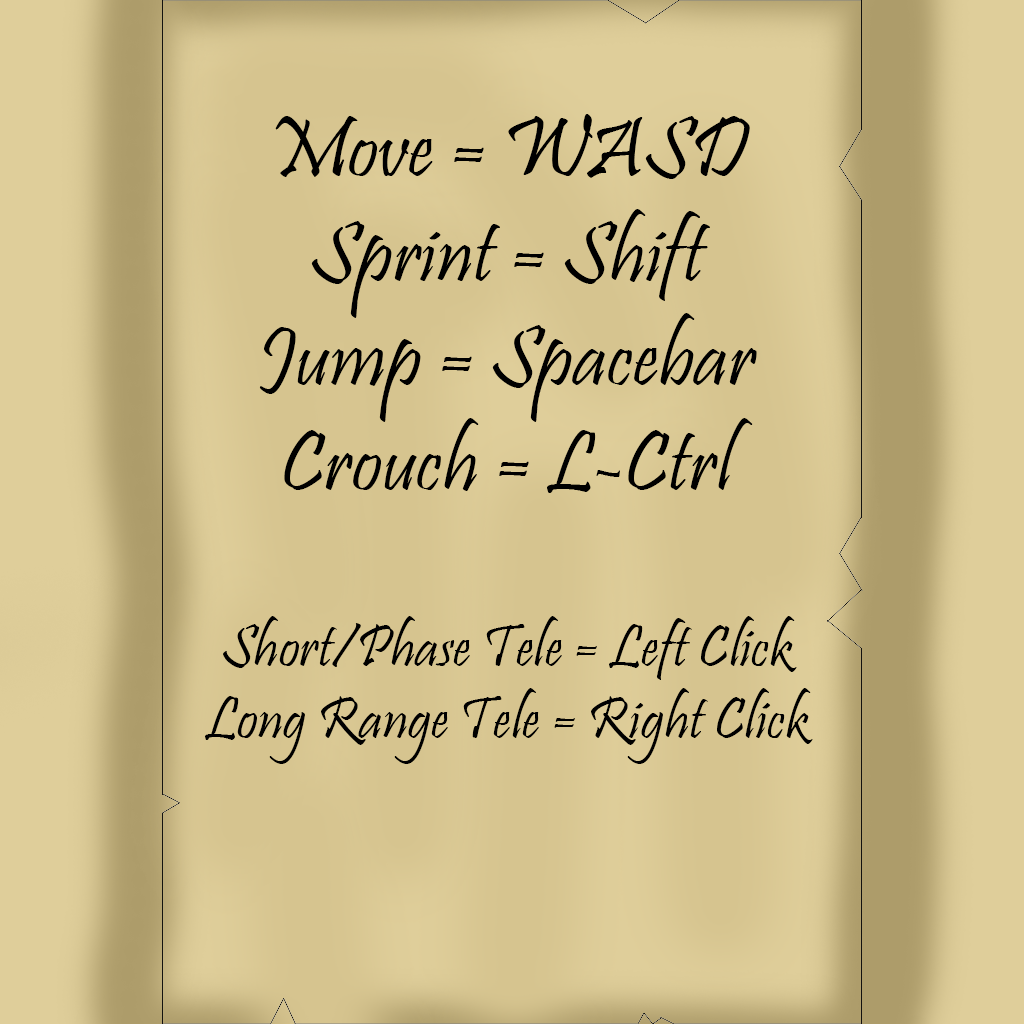 Move = WASD
Sprint = Shift
Jump = Spacebar
Crouch = L-Ctrl
Short/Phase Tele = Left Click
Long Range Tele = Right Click